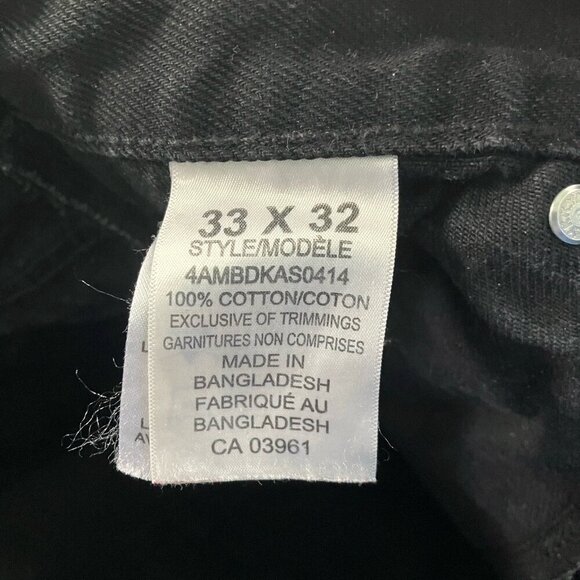 33 X 32
STYLE/MODÈLE
4AMBDKAS0414
100% COTTON/COTON
EXCLUSIVE OF TRIMMINGS
GARNITURES NON COMPRISES
MADE IN
BANGLADESH
FABRIQUÉ AU
BANGLADESH
CA 03961
L
L
AV